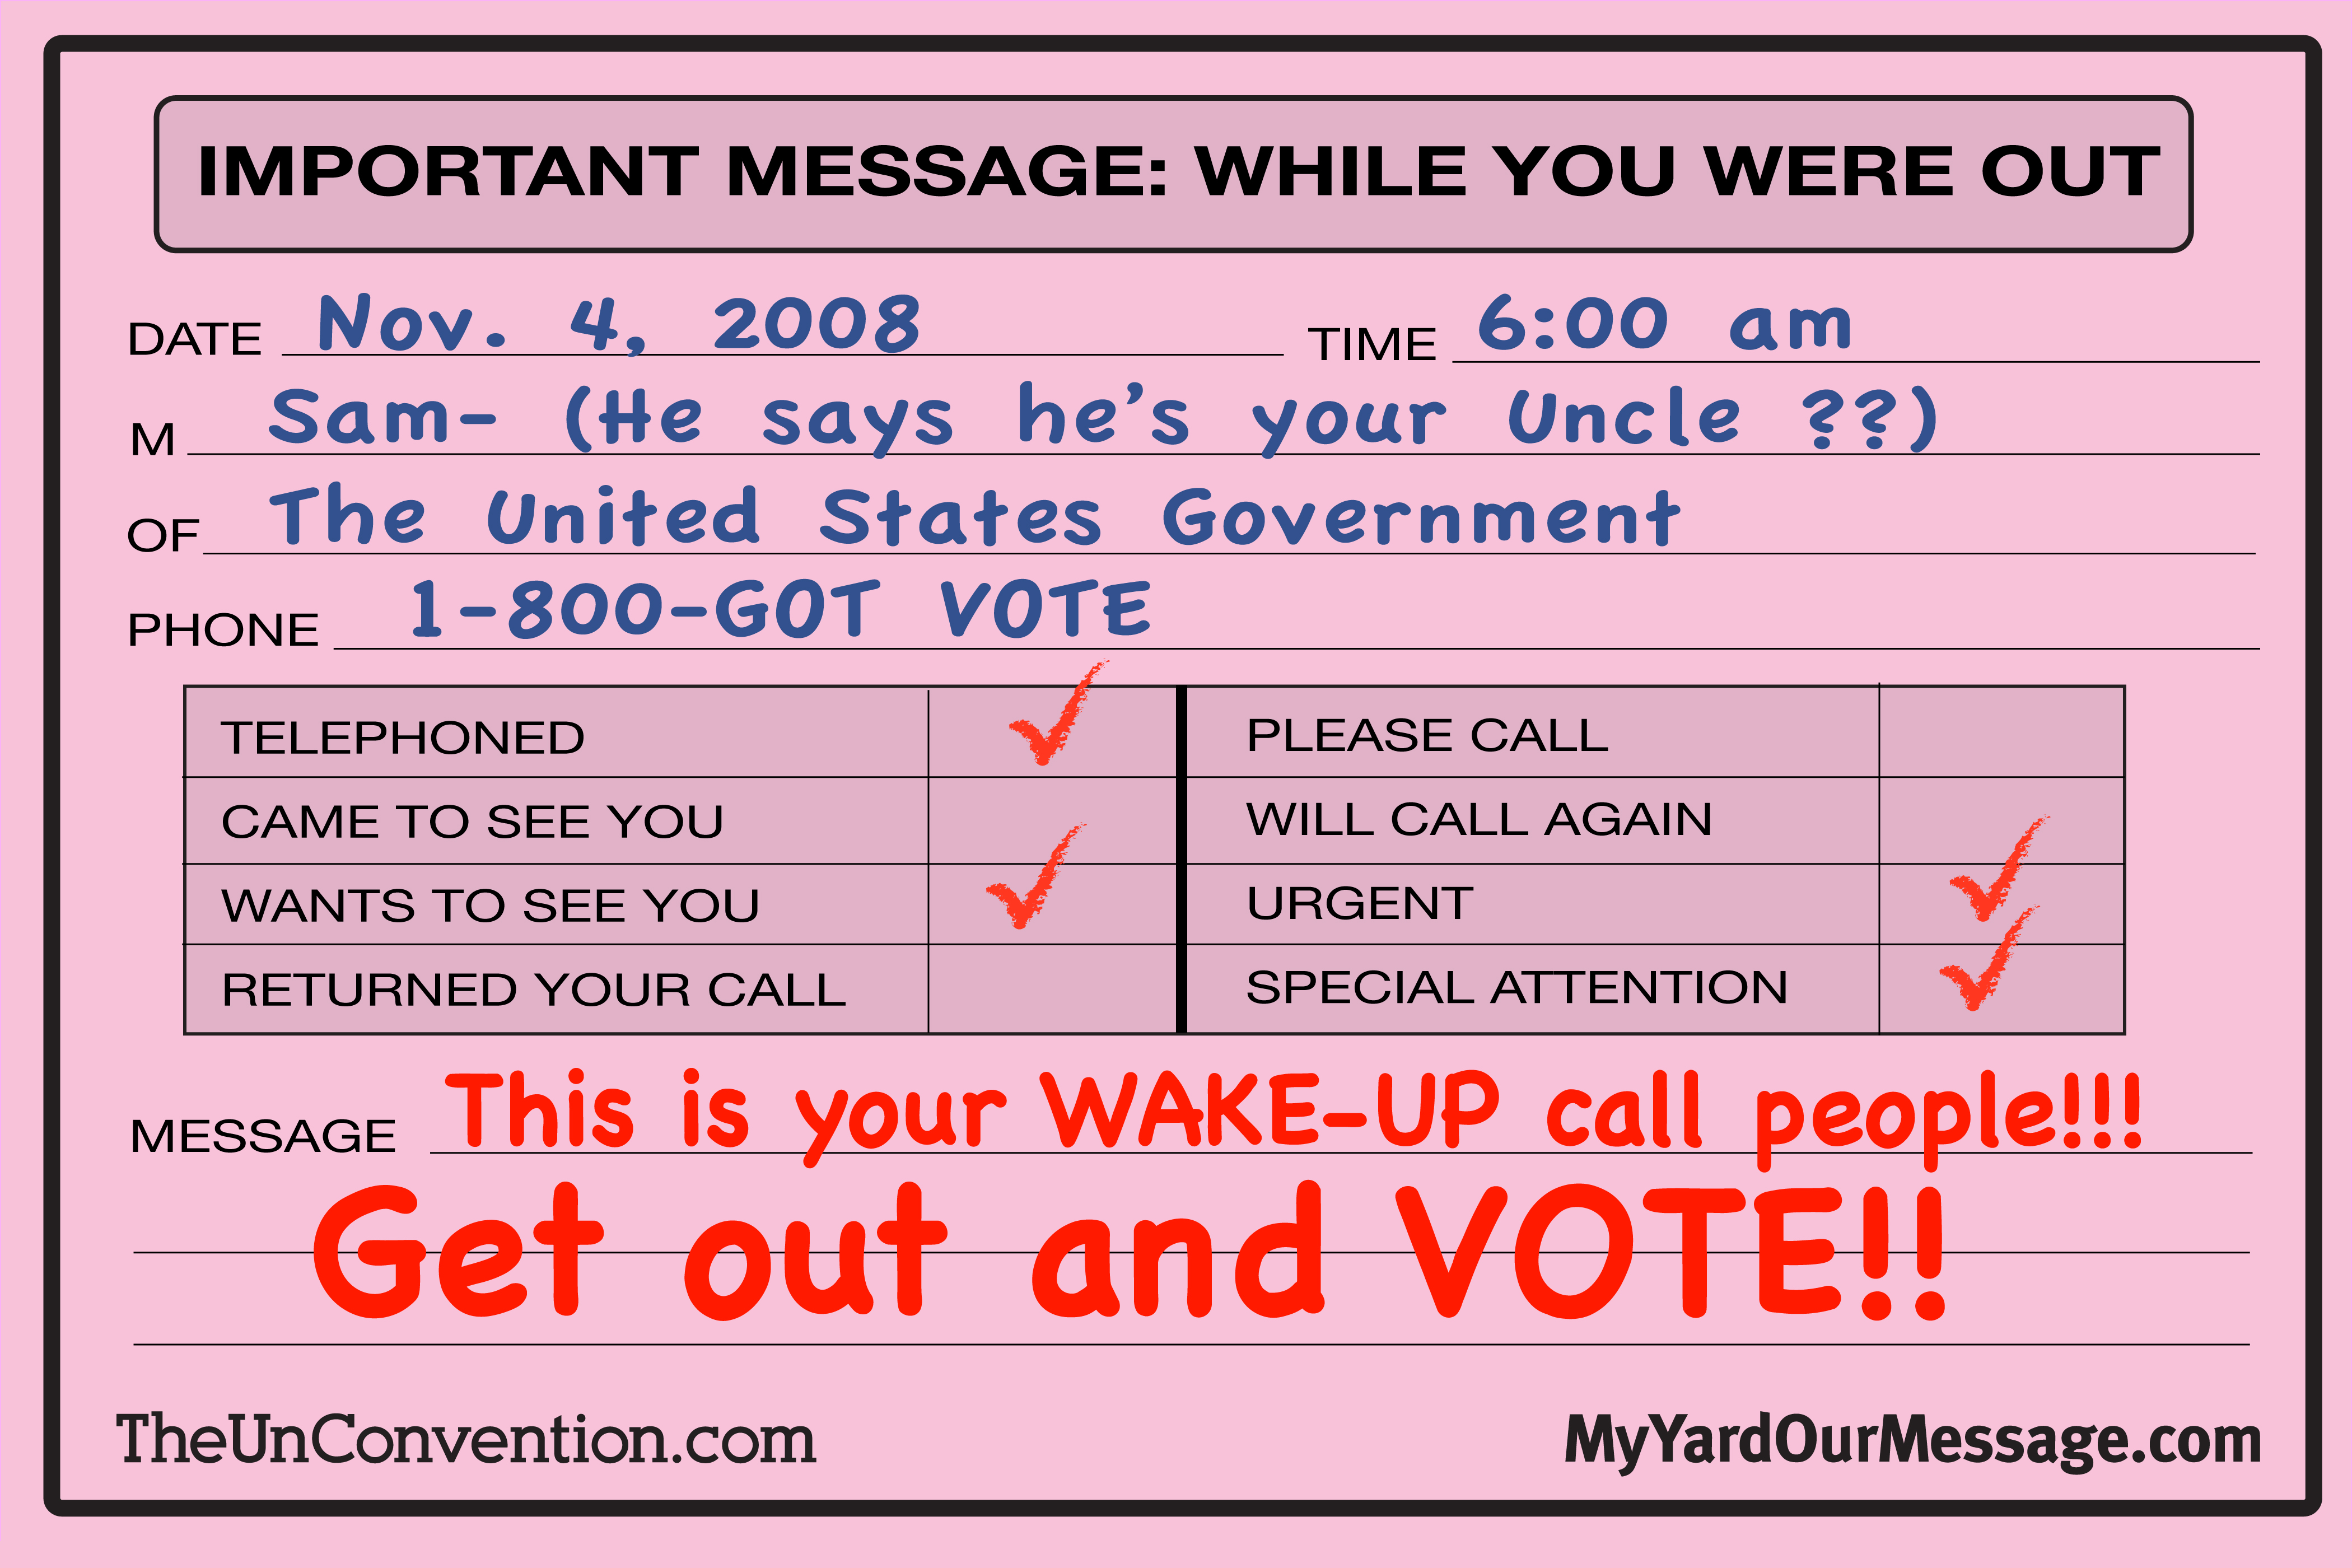 IMPORTANT MESSAGE: WHILE YOU WERE OUT
DATE Nov. 4, 2008 TIME 6:00 am
M Sam- (He says he's your Uncle ??)
OF The United States Government
PHONE 1-800-GOT VOTE
TELEPHONED ✓ PLEASE CALL
CAME TO SEE YOU WILL CALL AGAIN
WANTS TO SEE YOU ✓ URGENT ✓
RETURNED YOUR CALL SPECIAL ATTENTION ✓
MESSAGE This is your WAKE-UP call people!!!
Get out and VOTE!!
TheUnConvention.com MyYardOurMessage.com